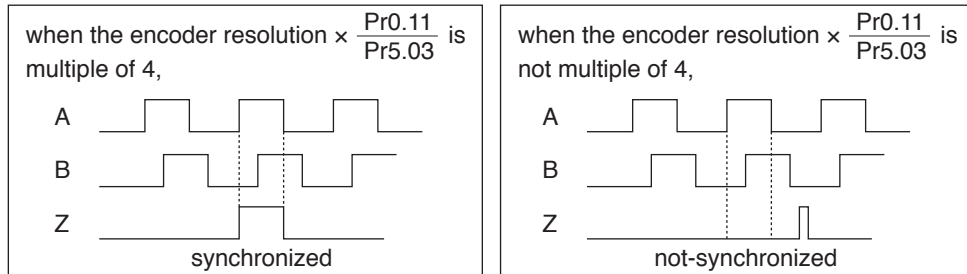 when the encoder resolution × Pr0.11 / Pr5.03 is
multiple of 4,
A
B
Z
synchronized
when the encoder resolution × Pr0.11 / Pr5.03 is
not multiple of 4,
A
B
Z
not-synchronized